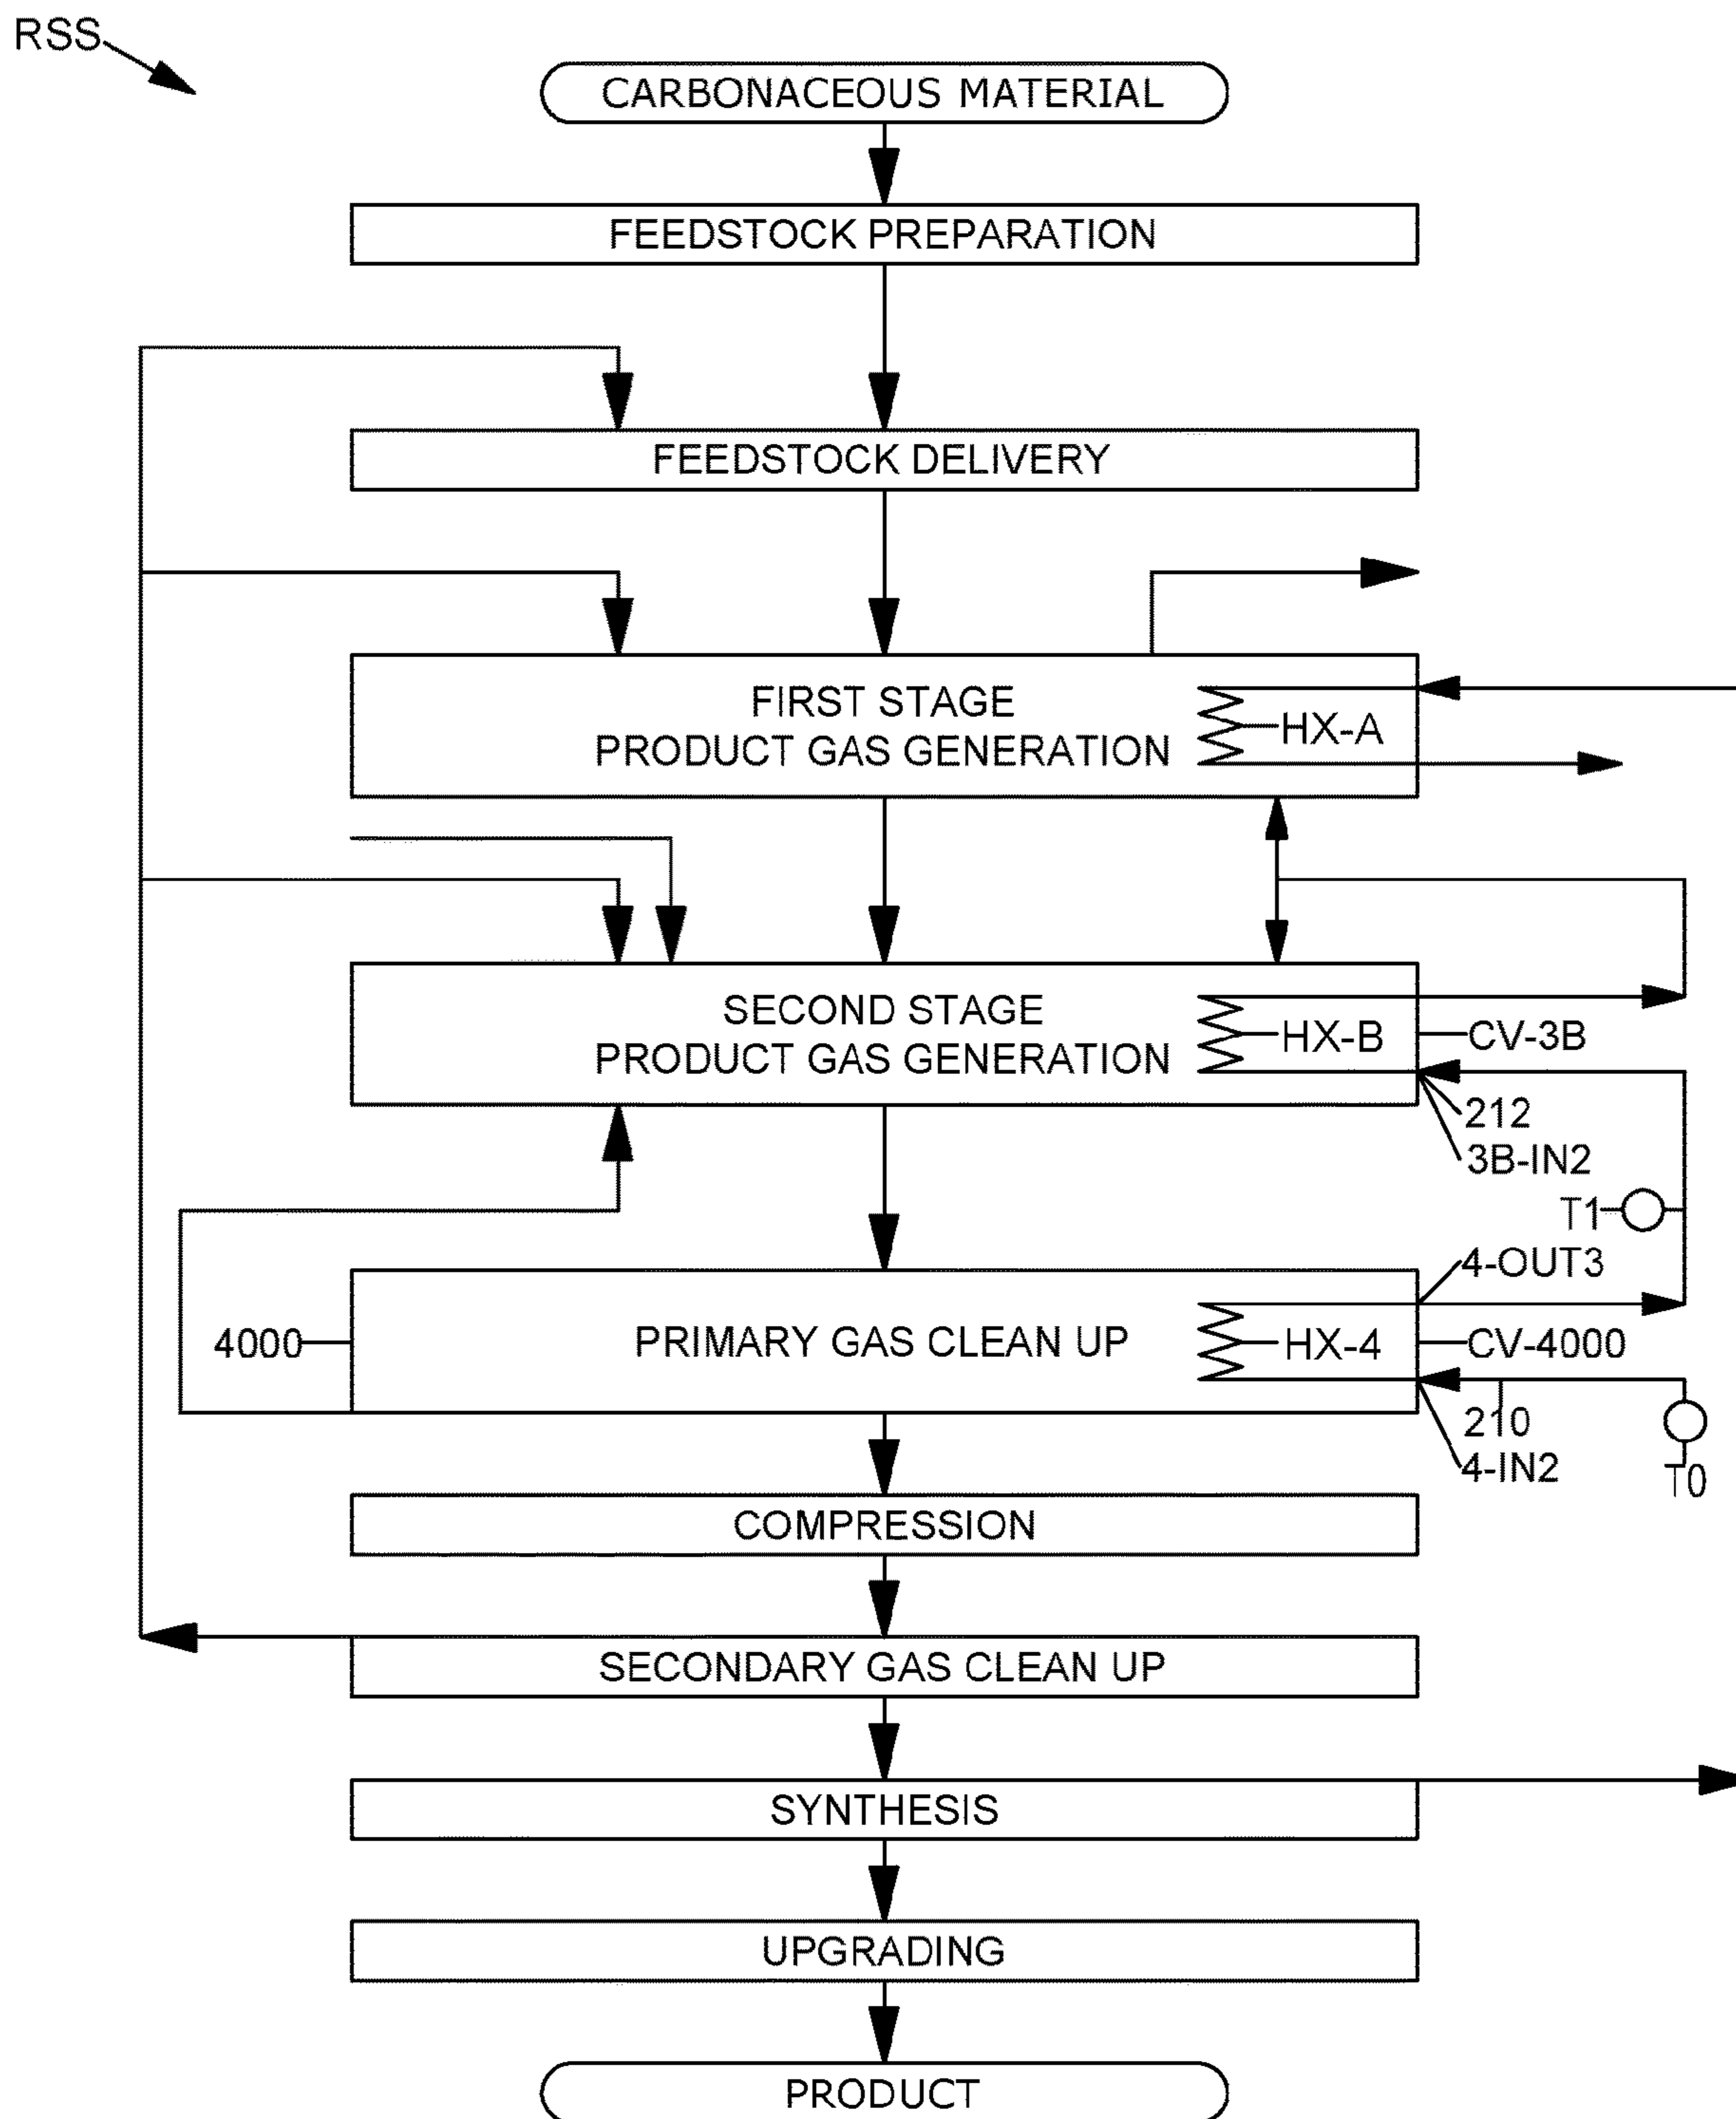 RSS
CARBONACEOUS MATERIAL
FEEDSTOCK PREPARATION
FEEDSTOCK DELIVERY
FIRST STAGE
PRODUCT GAS GENERATION
HX-A
SECOND STAGE
PRODUCT GAS GENERATION
HX-B
CV-3B
212
3B-IN2
T1
4-OUT3
4000
PRIMARY GAS CLEAN UP
HX-4
CV-4000
210
4-IN2
T0
COMPRESSION
SECONDARY GAS CLEAN UP
SYNTHESIS
UPGRADING
PRODUCT